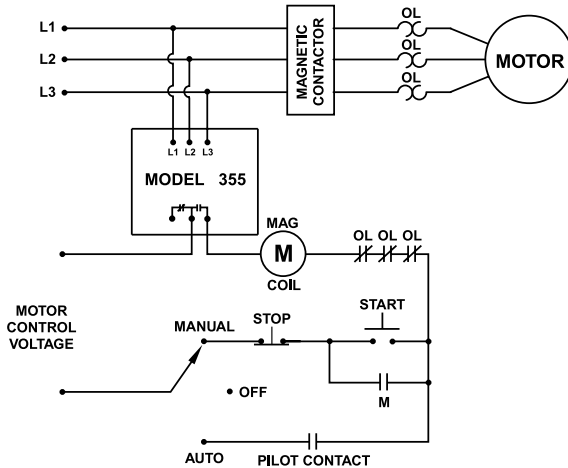 L1
L2
L3
MAGNETIC
CONTACTOR
OL
OL
OL
MOTOR
L1 L2 L3
MODEL 355
MAG
M
COIL
OL OL OL
MOTOR
CONTROL
VOLTAGE
MANUAL
STOP
START
OFF
M
AUTO
PILOT CONTACT